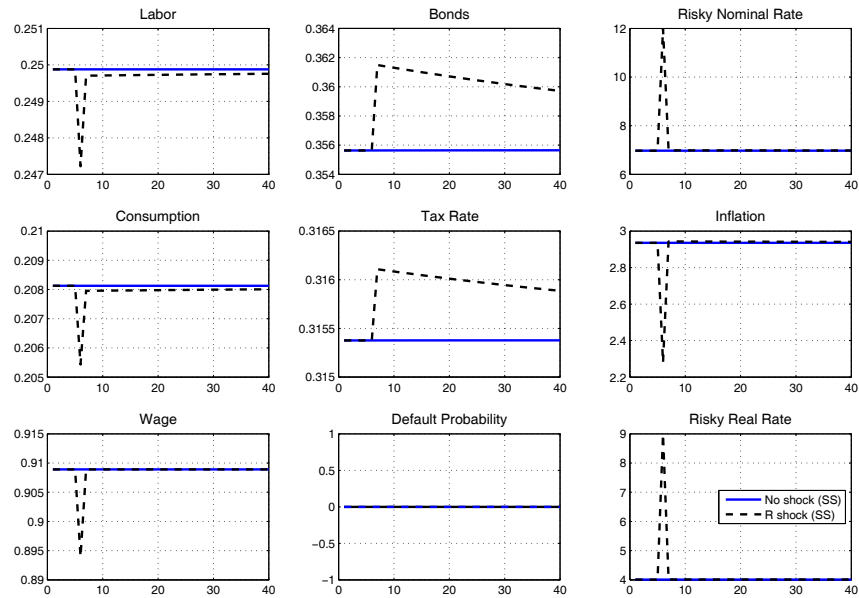 Labor
0.251
0.25
0.249
0.248
0.247
0 10 20 30 40
Bonds
0.364
0.362
0.36
0.358
0.356
0.354
0 10 20 30 40
Risky Nominal Rate
12
10
8
6
0 10 20 30 40
Consumption
0.21
0.209
0.208
0.207
0.206
0.205
0 10 20 30 40
Tax Rate
0.3165
0.316
0.3155
0.315
0 10 20 30 40
Inflation
3
2.8
2.6
2.4
2.2
0 10 20 30 40
Wage
0.915
0.91
0.905
0.9
0.895
0.89
0 10 20 30 40
Default Probability
1
0.5
0
−0.5
−1
0 10 20 30 40
Risky Real Rate
9
8
7
6
5
4
0 10 20 30 40
No shock (SS)
R shock (SS)